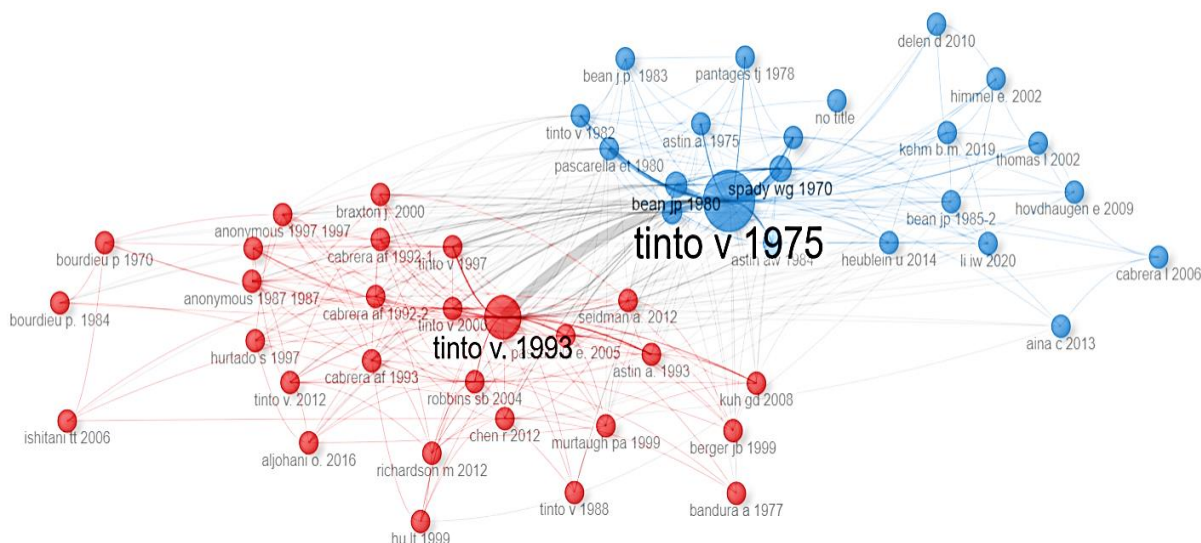 delen d 2010
bean j.p. 1983
pantages tj 1978
himmel e. 2002
no title
tinto v 1982
astin a. 1975
kehm b.m. 2019
thomas l 2002
pascarella et 1980
spady wg 1970
bean jp 1980
hovdhaugen e 2009
bean jp 1985-2
braxton j. 2000
anonymous 1997 1997
tinto v 1975
cabrera af 1992-1
bourdieu p 1970
tinto v 1997
astin aw 1984
heublein u 2014
li iw 2020
cabrera l 2006
anonymous 1987 1987
cabrera af 1992-2
tinto v 2000
seidman a. 2012
bourdieu p. 1984
tinto v. 1993
e. 2005
aina c 2013
hurtado s 1997
cabrera af 1993
astin a. 1993
tinto v. 2012
robbins sb 2004
kuh gd 2008
ishitani tt 2006
chen r 2012
murtaugh pa 1999
berger jb 1999
aljohani o. 2016
richardson m 2012
tinto v 1988
bandura a 1977
hu lt 1999